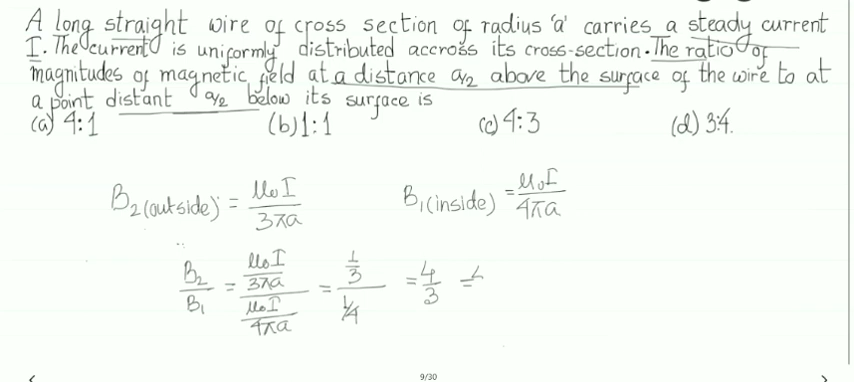 A long straight wire of cross section of radius 'a' carries a steady current
I. The current is uniformly distributed accross its cross-section. The ratio of
magnitudes of magnetic field at a distance a/2 above the surface of the wire to at
a point distant a/2 below its surface is
(a) 4:1 (b) 1:1 (c) 4:3 (d) 3:4.
B₂(outside) = μ₀I/3πa B₁(inside) = μ₀I/4πa
B₂/B₁ = (μ₀I/3πa)/(μ₀I/4πa) = (1/3)/(1/4) = 4/3
9/30